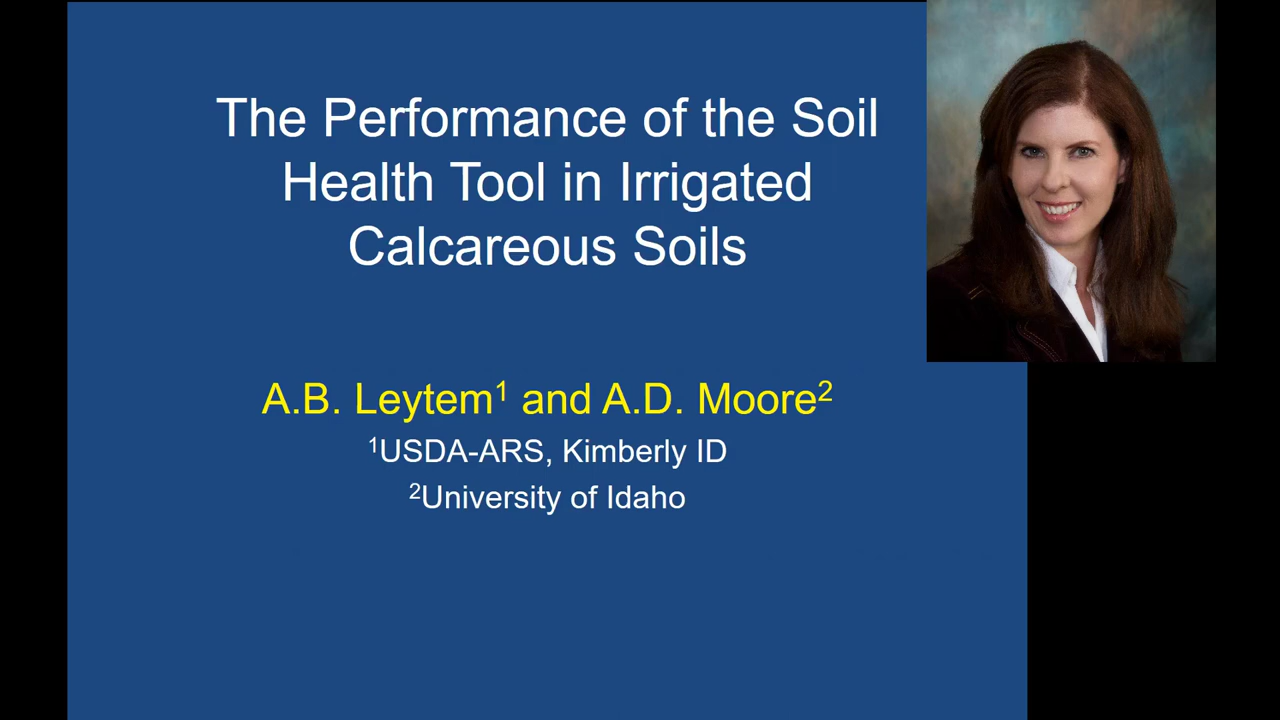 The Performance of the Soil
Health Tool in Irrigated
Calcareous Soils
A.B. Leytem¹ and A.D. Moore²
¹USDA-ARS, Kimberly ID
²University of Idaho